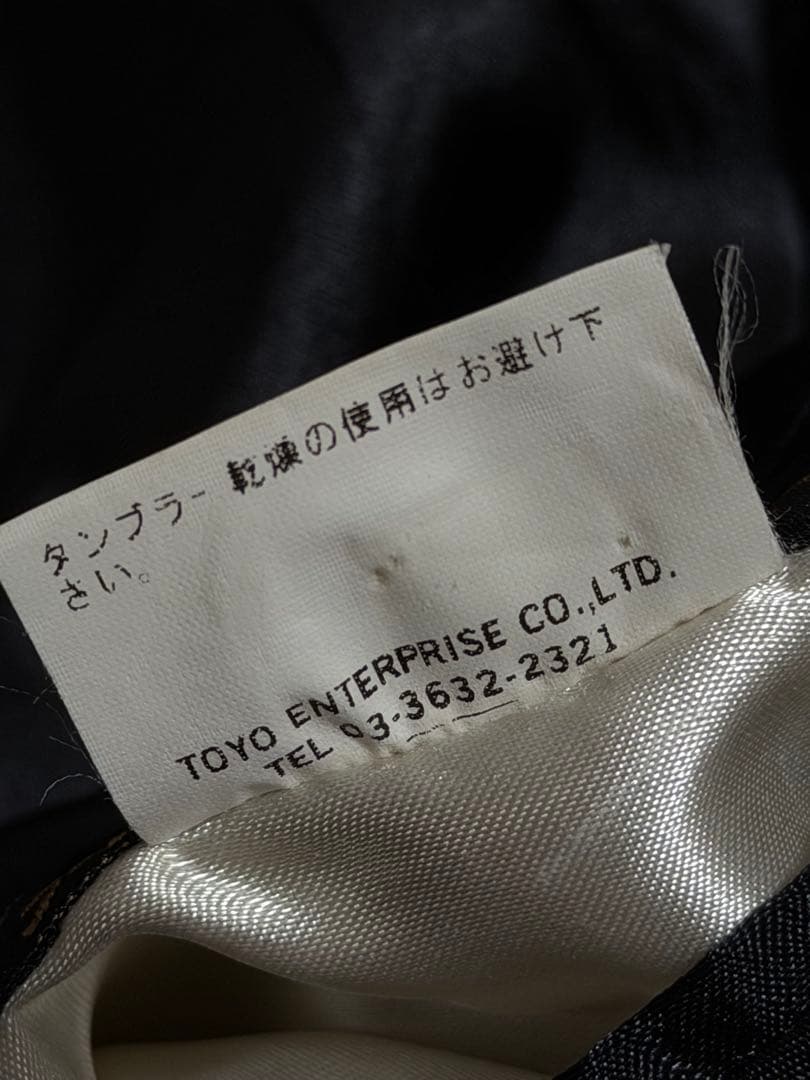 タンブラー乾燥の使用はお避け下
さい。
TOYO ENTERPRISE CO.,LTD.
TEL 03-3632-2321